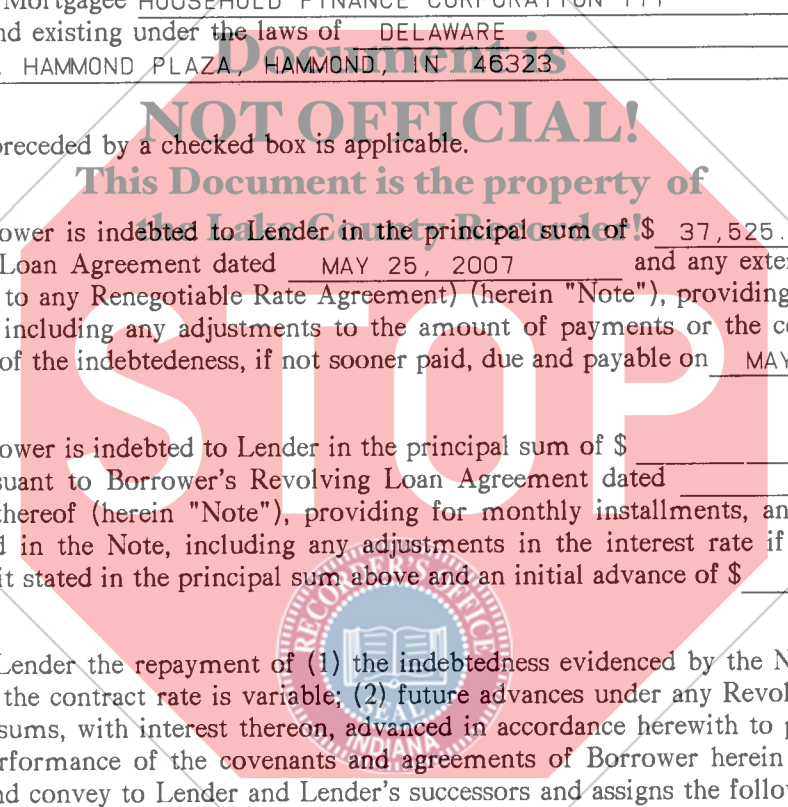 Mortgagee HOUSEHOLD FINANCE CORPORATION III
nd existing under the laws of DELAWARE
Document is
. HAMMOND PLAZA, HAMMOND, IN 46323
NOT OFFICIAL!
preceded by a checked box is applicable.
This Document is the property of
the Lake County Recorder!
ower is indebted to Lender in the principal sum of $ 37,525.
Loan Agreement dated MAY 25, 2007 and any exte
to any Renegotiable Rate Agreement) (herein "Note"), providing
including any adjustments to the amount of payments or the co
of the indebtedeness, if not sooner paid, due and payable on MAY
STOP
ower is indebted to Lender in the principal sum of $
suant to Borrower's Revolving Loan Agreement dated
thereof (herein "Note"), providing for monthly installments, an
d in the Note, including any adjustments in the interest rate if
it stated in the principal sum above and an initial advance of $
RECORDER'S OFFICE
Lender the repayment of (1) the indebtedness evidenced by the N
the contract rate is variable; (2) future advances under any Revol
sums, with interest thereon, advanced in accordance herewith to p
INDIANA
rformance of the covenants and agreements of Borrower herein
nd convey to Lender and Lender's successors and assigns the follow